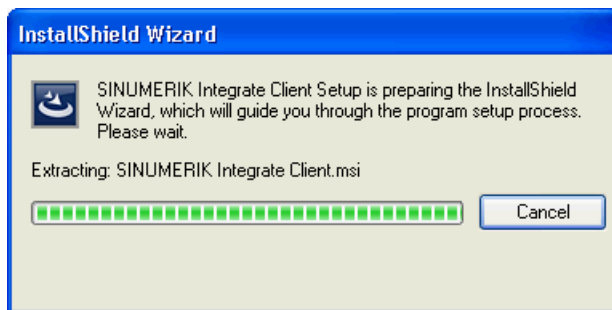 InstallShield Wizard
SINUMERIK Integrate Client Setup is preparing the InstallShield
Wizard, which will guide you through the program setup process.
Please wait.
Extracting: SINUMERIK Integrate Client.msi
Cancel